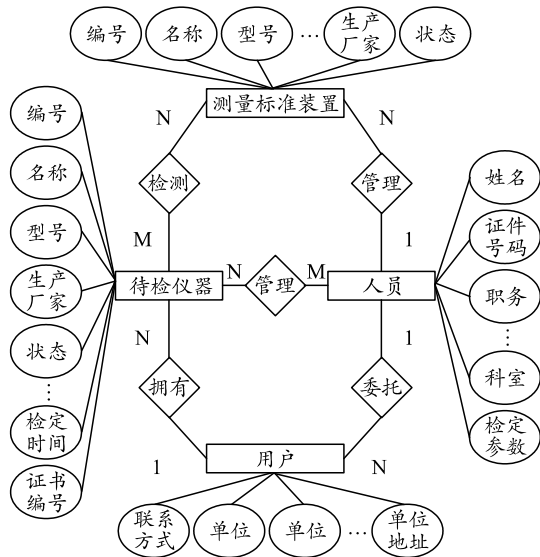 编号
名称
型号
…
生产
厂家
状态
测量标准装置
N
N
检测
管理
M
1
编号
名称
型号
生产
厂家
状态
…
检定
时间
证书
编号
待检仪器
N
管理
M
人员
姓名
证件
号码
职务
…
科室
检定
参数
N
1
拥有
委托
1
用户
N
联系
方式
单位
单位
…
单位
地址